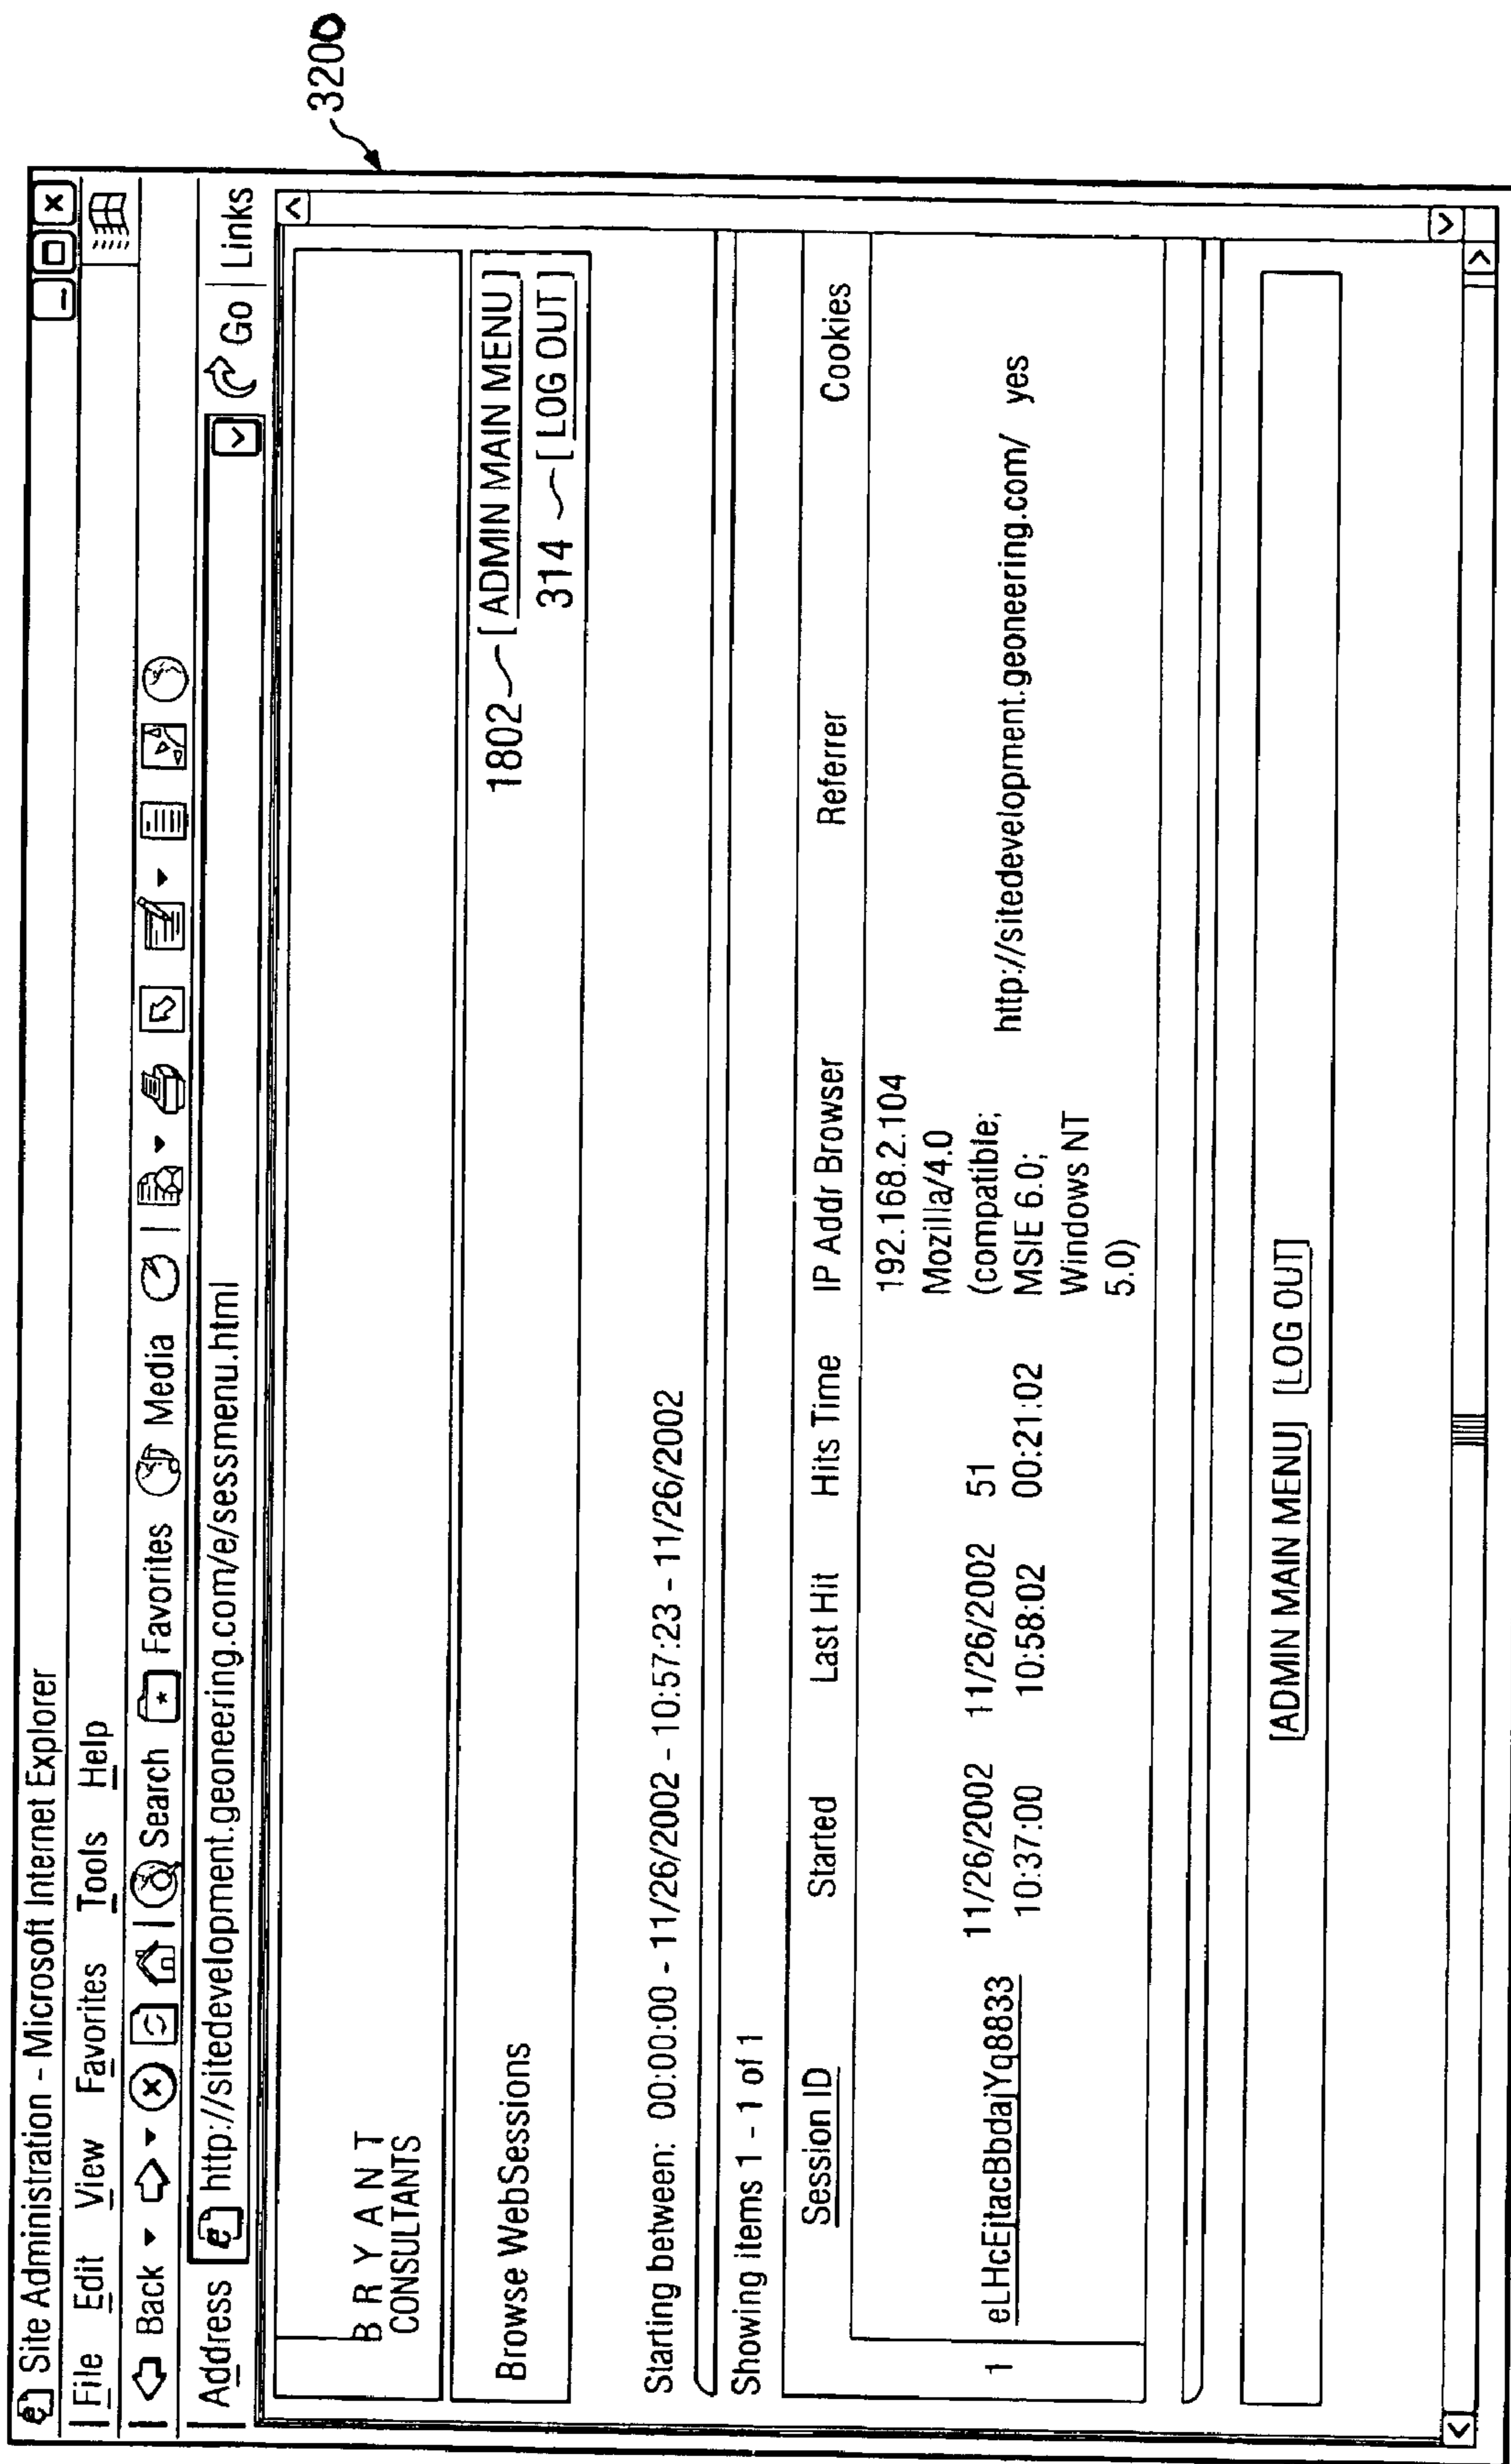 Site Administration - Microsoft Internet Explorer
File Edit View Favorites Tools Help
Back Search Favorites Media
Address http://sitedevelopment.geoneering.com/e/sessmenu.html Go Links
3200
B R Y A N T
CONSULTANTS
Browse WebSessions
1802 [ ADMIN MAIN MENU ]
314 [ LOG OUT ]
Starting between: 00:00:00 - 11/26/2002 - 10:57:23 - 11/26/2002
Showing items 1 - 1 of 1
Session ID Started Last Hit Hits Time IP Addr Browser Referrer Cookies
192.168.2.104
Mozilla/4.0
1 eLHcEjtacBbdajYq8833 11/26/2002 11/26/2002 51 (compatible; http://sitedevelopment.geoneering.com/ yes
10:37:00 10:58:02 00:21:02 MSIE 6.0;
Windows NT
5.0)
[ADMIN MAIN MENU] [LOG OUT]